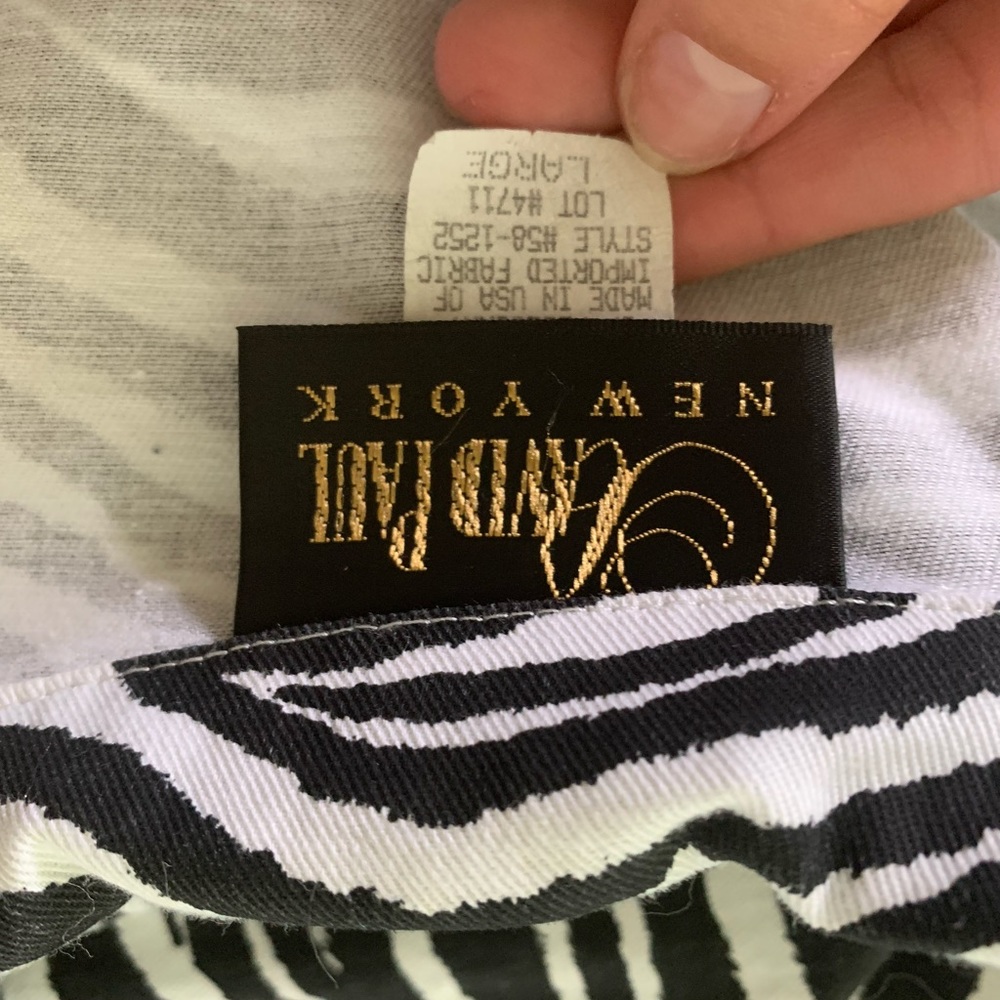 DAVID PAUL
NEW YORK
MADE IN USA OF
IMPORTED FABRIC
STYLE #58-1252
LOT #4711
LARGE